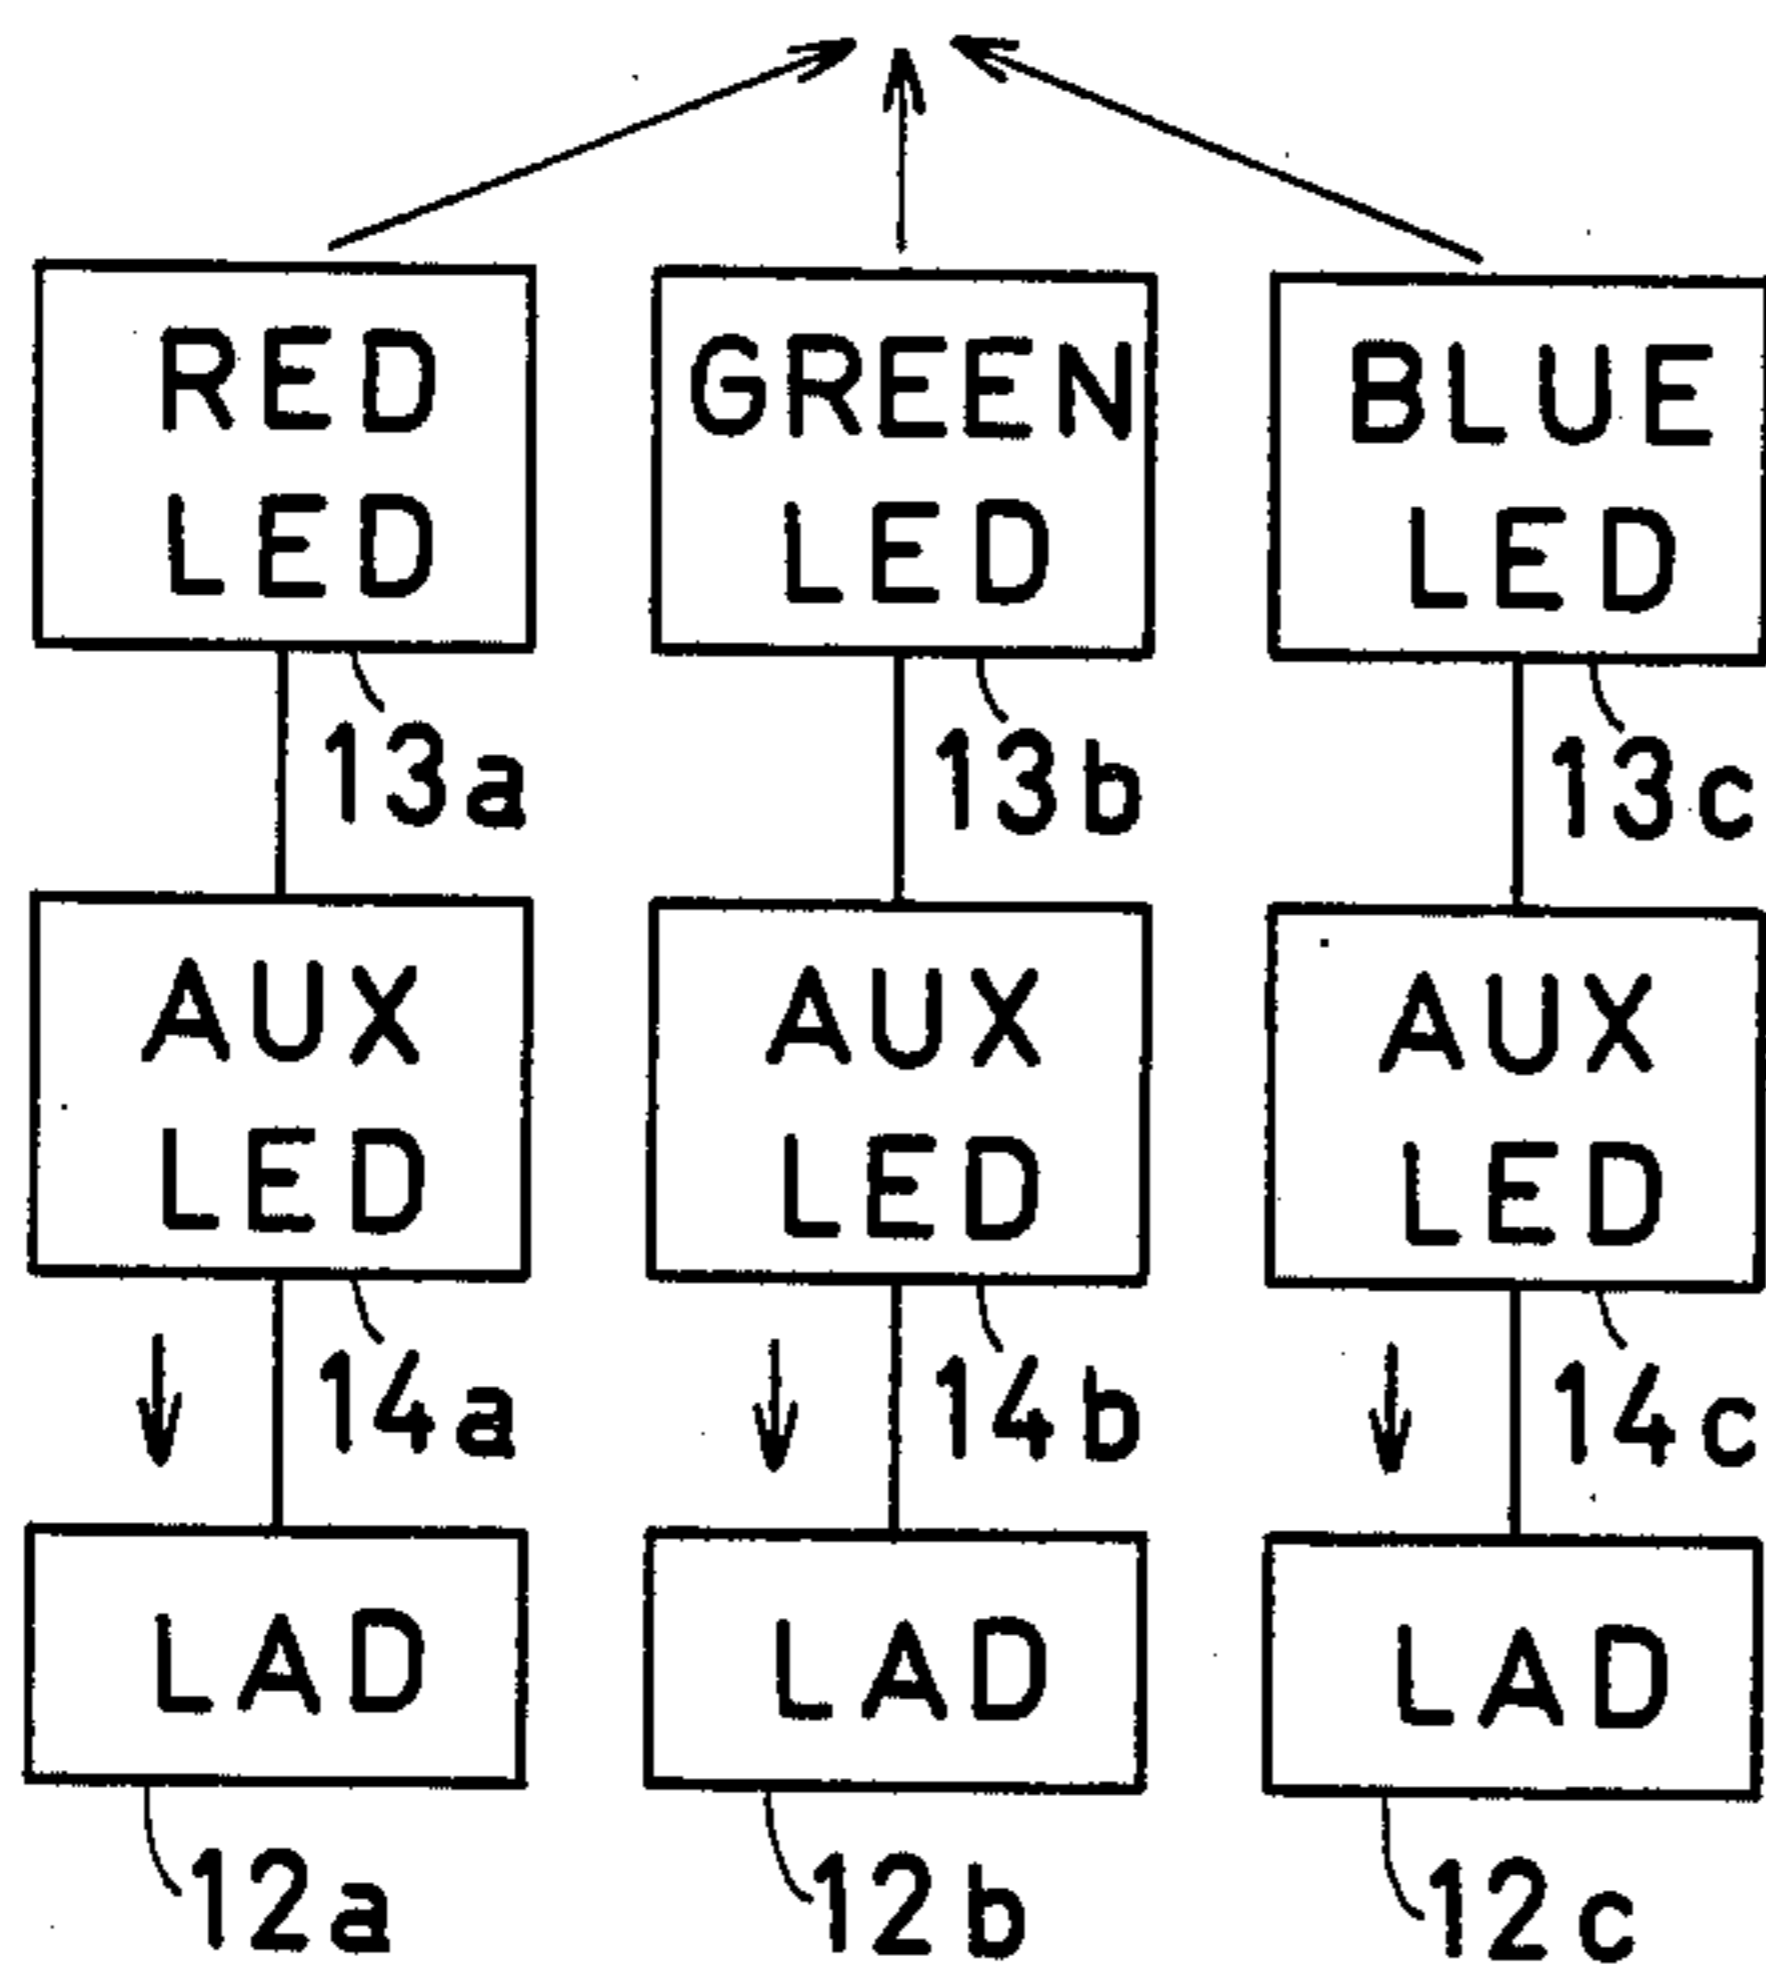 RED
LED
GREEN
LED
BLUE
LED
13a
13b
13c
AUX
LED
AUX
LED
AUX
LED
14a
14b
14c
LAD
LAD
LAD
12a
12b
12c